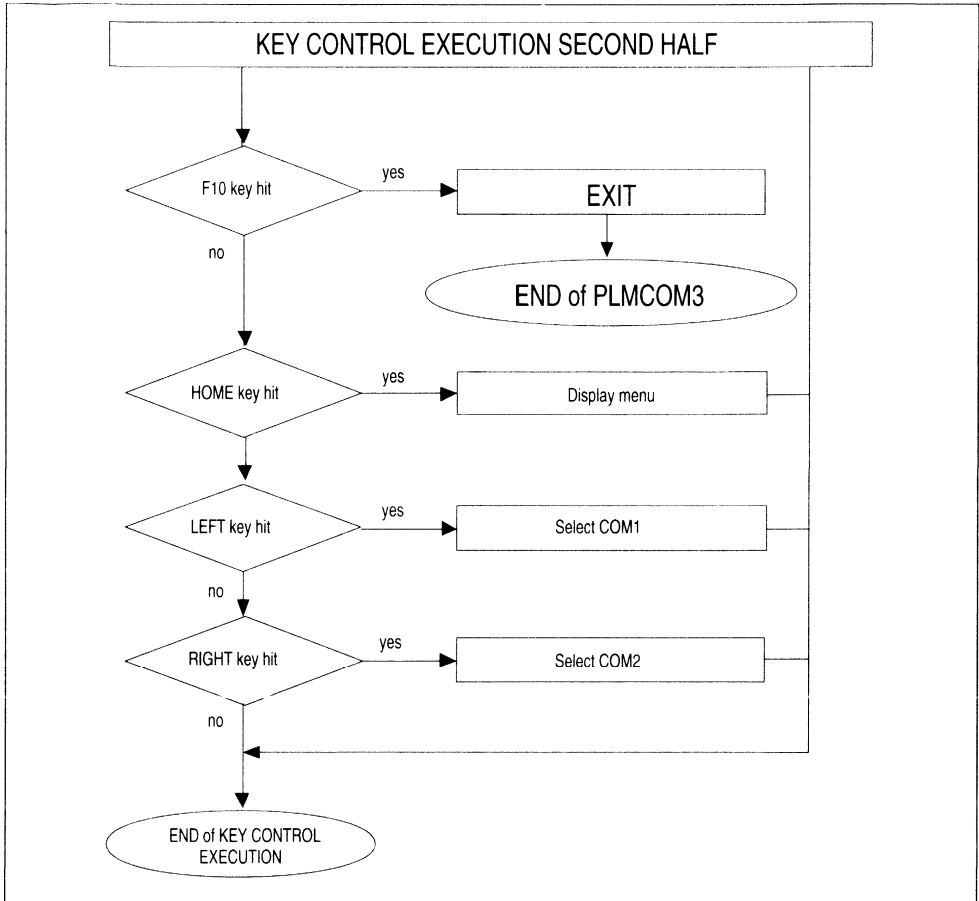 KEY CONTROL EXECUTION SECOND HALF
F10 key hit
yes
EXIT
no
END of PLMCOM3
HOME key hit
yes
Display menu
LEFT key hit
yes
Select COM1
no
RIGHT key hit
yes
Select COM2
no
END of KEY CONTROL
EXECUTION